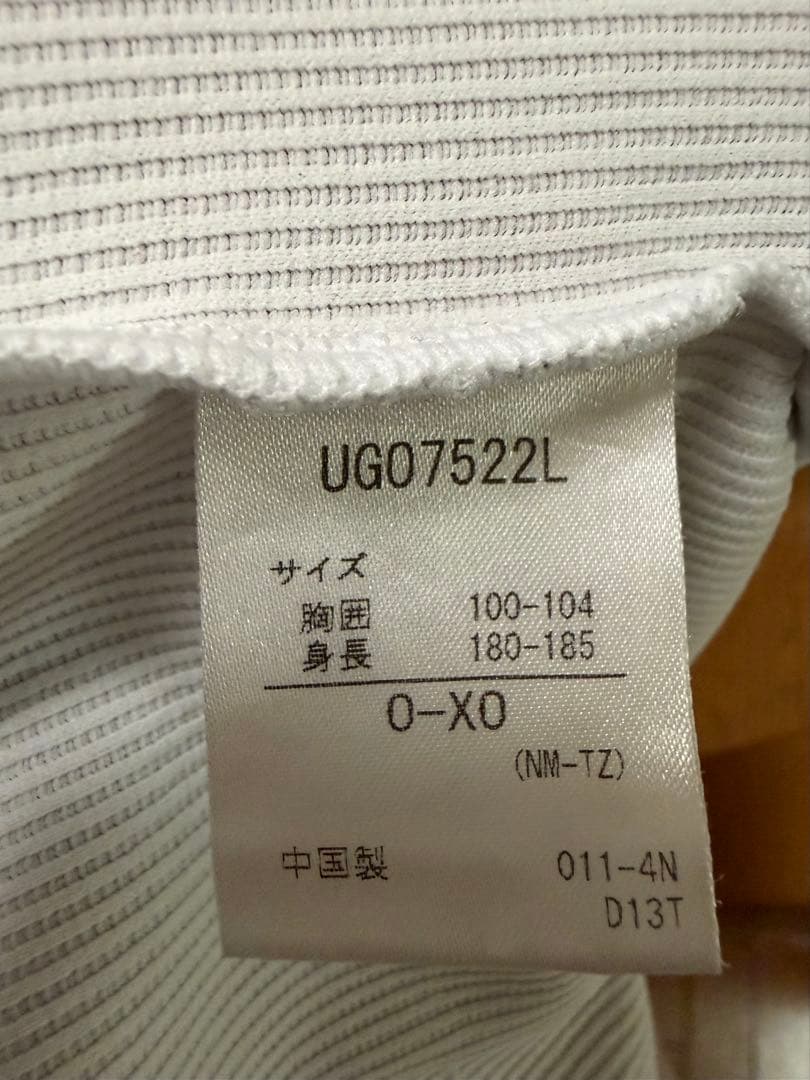 UG07522L
サイズ
胸囲 100-104
身長 180-185
O-XO
(NM-TZ)
中国製 011-4N
D13T